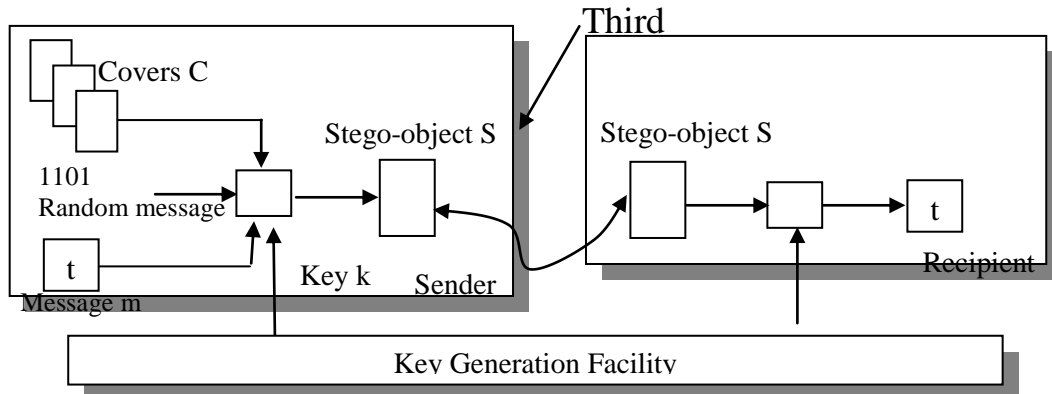 Third
Covers C
Stego-object S
Stego-object S
1101
Random message
t
t
Key k
Sender
Recipient
Message m
Key Generation Facility